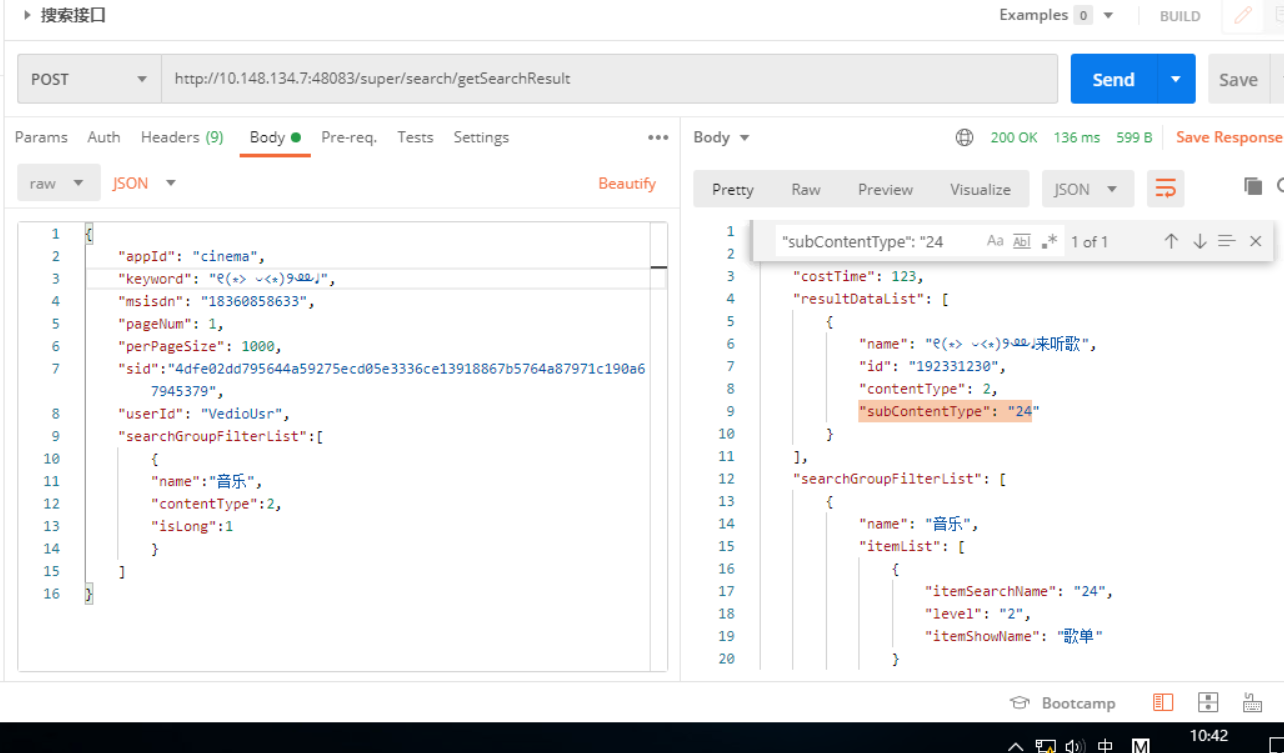 搜索接口
Examples 0
BUILD
POST
http://10.148.134.7:48083/super/search/getSearchResult
Send
Save
Params Auth Headers (9) Body Pre-req. Tests Settings
raw JSON Beautify
1 {
2 "appId": "cinema",
3 "keyword": "୧(⁎˃ ◡˂⁎)୨ᵎᵎᵎ♩",
4 "msisdn": "18360858633",
5 "pageNum": 1,
6 "perPageSize": 1000,
7 "sid":"4dfe02dd795644a59275ecd05e3336ce13918867b5764a87971c190a6
7945379",
8 "userId": "VedioUsr",
9 "searchGroupFilterList":[
10 {
11 "name":"音乐",
12 "contentType":2,
13 "isLong":1
14 }
15 ]
16 }
Body 200 OK 136 ms 599 B Save Response
Pretty Raw Preview Visualize JSON
1
"subContentType": "24 Aa Abl .* 1 of 1
2
3 "costTime": 123,
4 "resultDataList": [
5 {
6 "name": "୧(⁎˃ ◡˂⁎)୨ᵎᵎᵎ♩来听歌",
7 "id": "192331230",
8 "contentType": 2,
9 "subContentType": "24"
10 }
11 ],
12 "searchGroupFilterList": [
13 {
14 "name": "音乐",
15 "itemList": [
16 {
17 "itemSearchName": "24",
18 "level": "2",
19 "itemShowName": "歌单"
20 }
Bootcamp
中 M 10:42